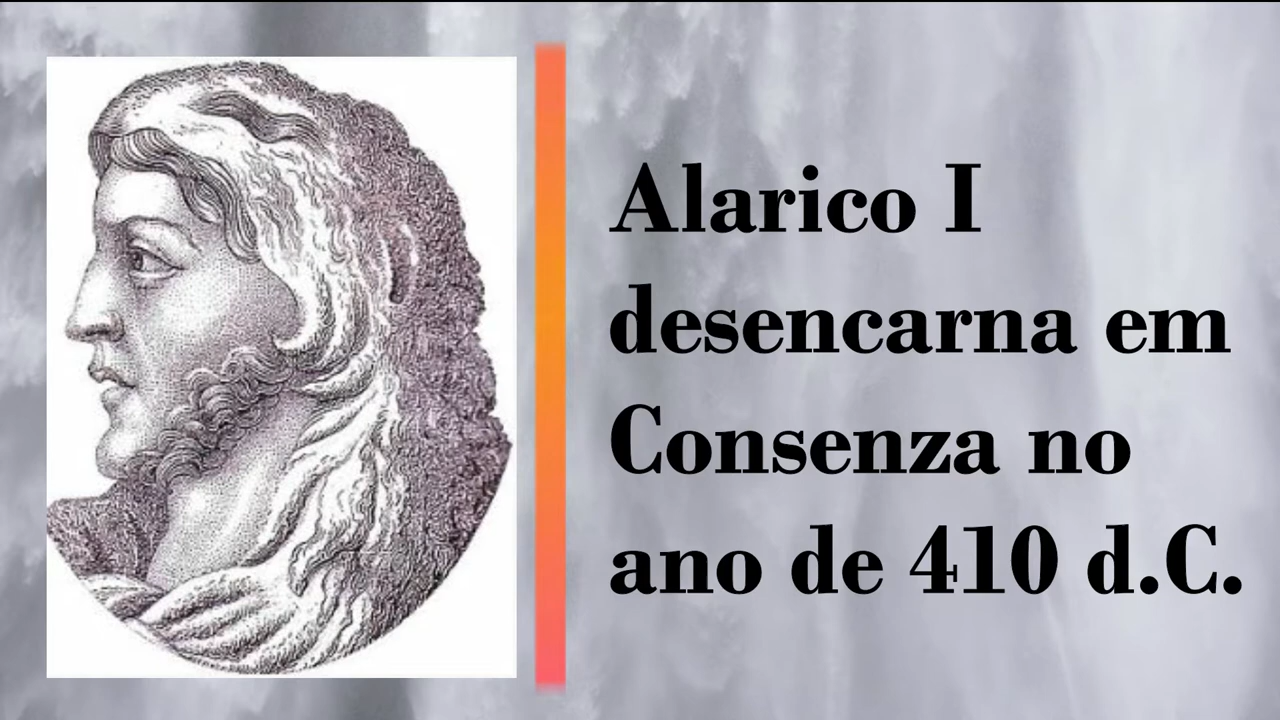 Alarico I
desencarna em
Consenza no
ano de 410 d.C.